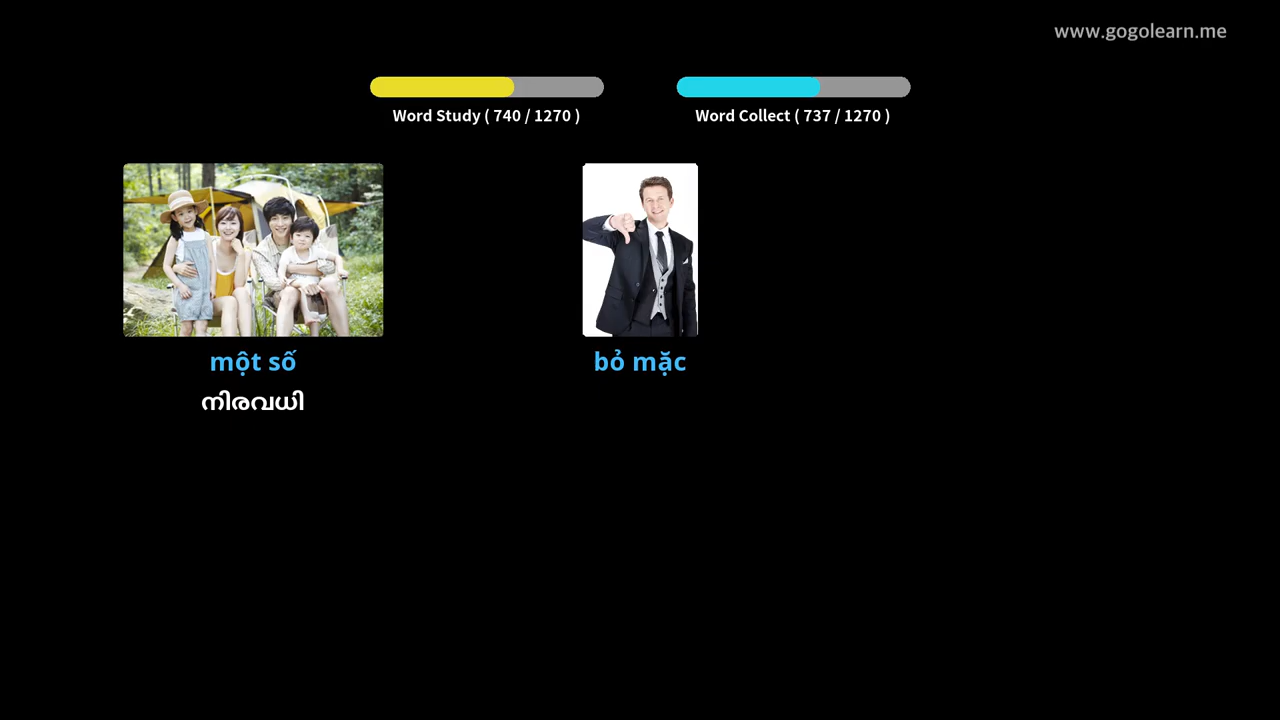 www.gogolearn.me
Word Study ( 740 / 1270 )
Word Collect ( 737 / 1270 )
một số
bỏ mặc
നിരവധി